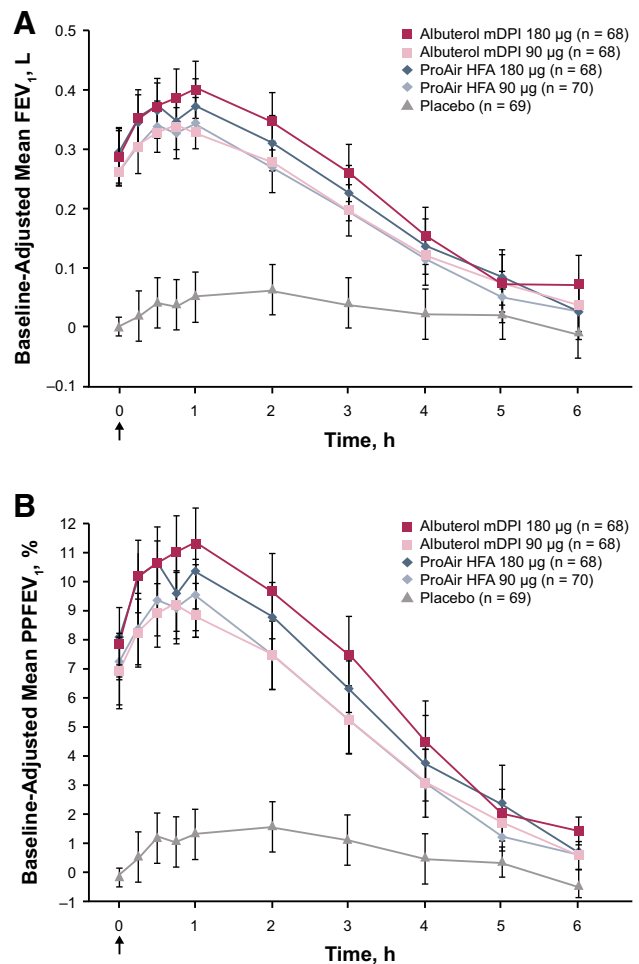 A
Albuterol mDPI 180 µg (n = 68)
Albuterol mDPI 90 µg (n = 68)
ProAir HFA 180 µg (n = 68)
ProAir HFA 90 µg (n = 70)
Placebo (n = 69)
Baseline-Adjusted Mean FEV₁, L
0.5
0.4
0.3
0.2
0.1
0
–0.1
0 1 2 3 4 5 6
Time, h
B
Albuterol mDPI 180 µg (n = 68)
Albuterol mDPI 90 µg (n = 68)
ProAir HFA 180 µg (n = 68)
ProAir HFA 90 µg (n = 70)
Placebo (n = 69)
Baseline-Adjusted Mean PPFEV₁, %
12
11
10
9
8
7
6
5
4
3
2
1
0
–1
0 1 2 3 4 5 6
Time, h